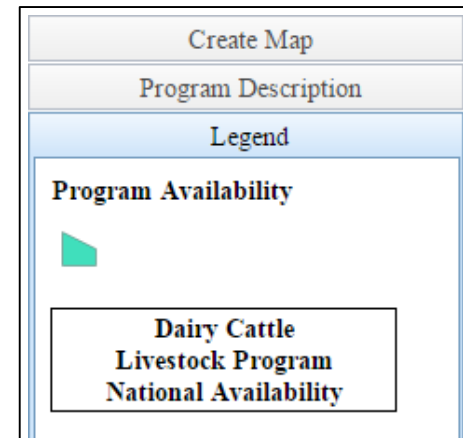 Create Map
Program Description
Legend
Program Availability
Dairy Cattle
Livestock Program
National Availability